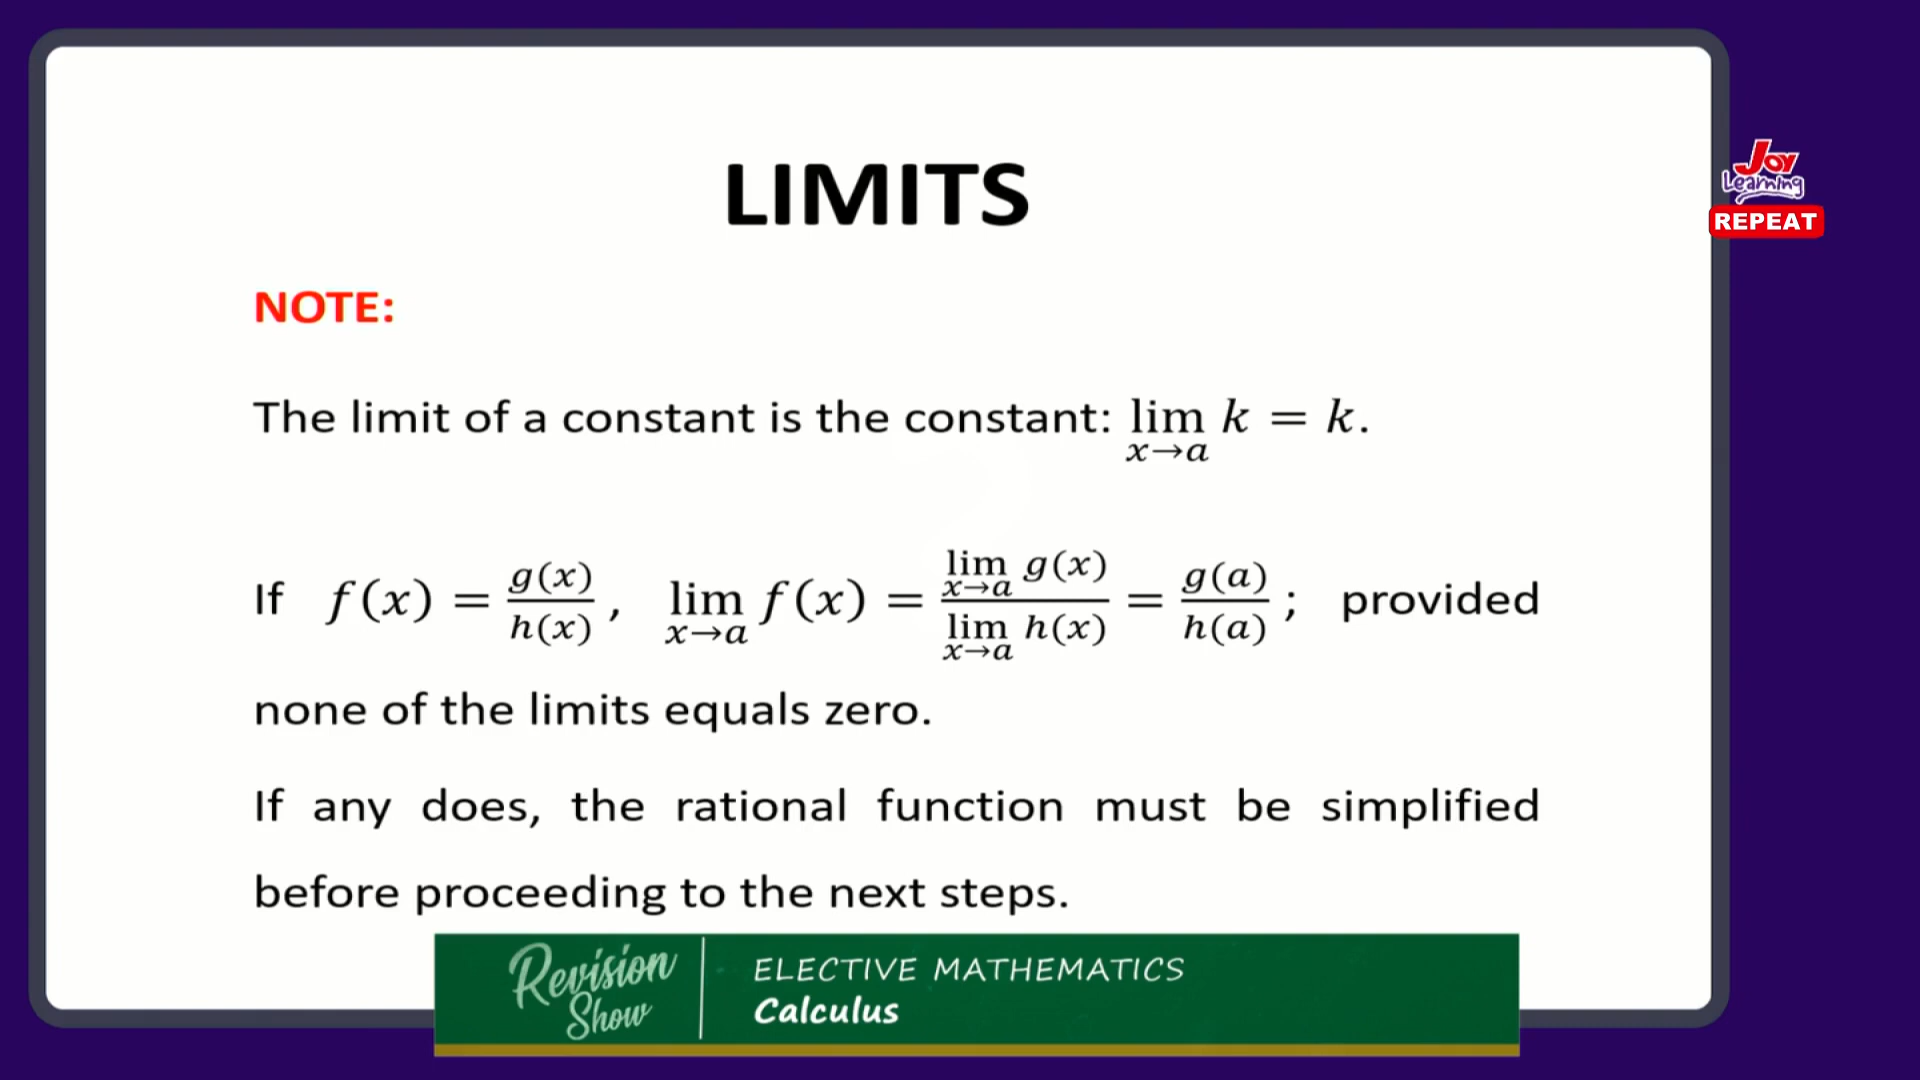 LIMITS
Joy
Learning
REPEAT
NOTE:
The limit of a constant is the constant: lim_{x→a} k = k.
If f(x) = g(x)/h(x), lim_{x→a} f(x) = lim_{x→a} g(x) / lim_{x→a} h(x) = g(a)/h(a); provided
none of the limits equals zero.
If any does, the rational function must be simplified
before proceeding to the next steps.
Revision
Show
ELECTIVE MATHEMATICS
Calculus